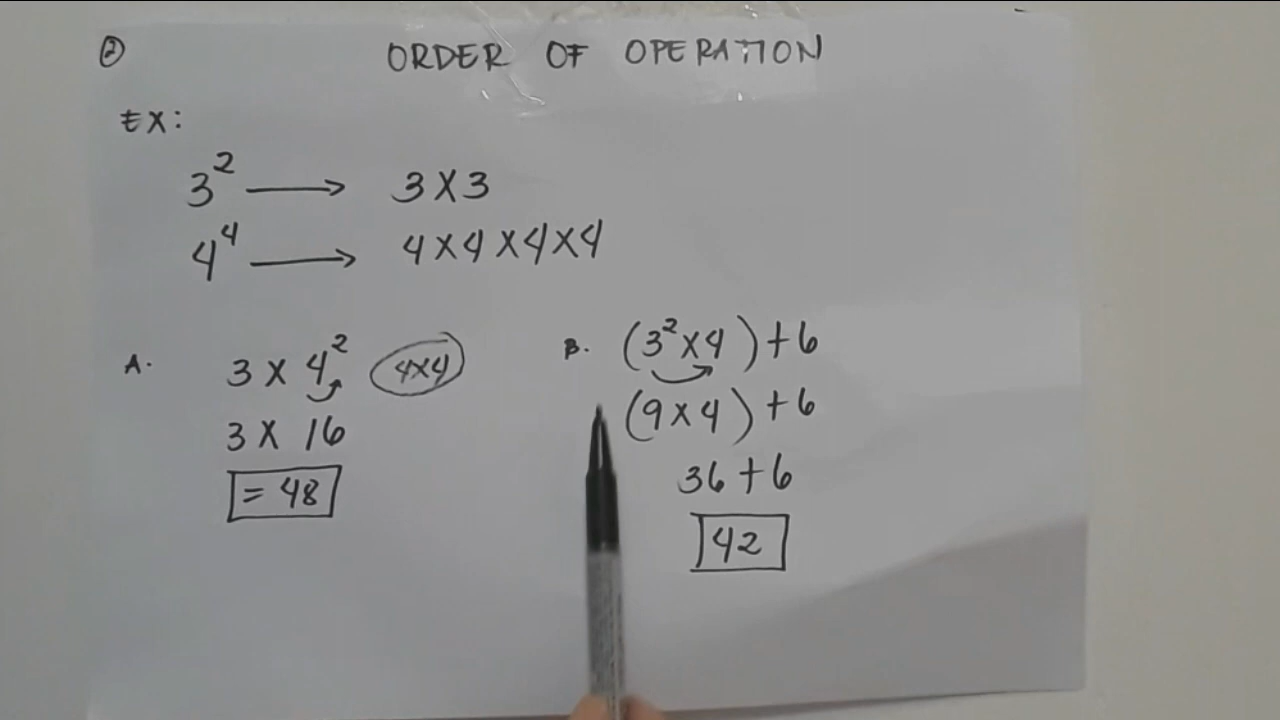 ② ORDER OF OPERATION
EX:
3² → 3X3
4⁴ → 4X4X4X4
A. 3 x 4² 4x4
3 X 16
= 48
B. (3²x4)+6
(9x4)+6
36+6
42